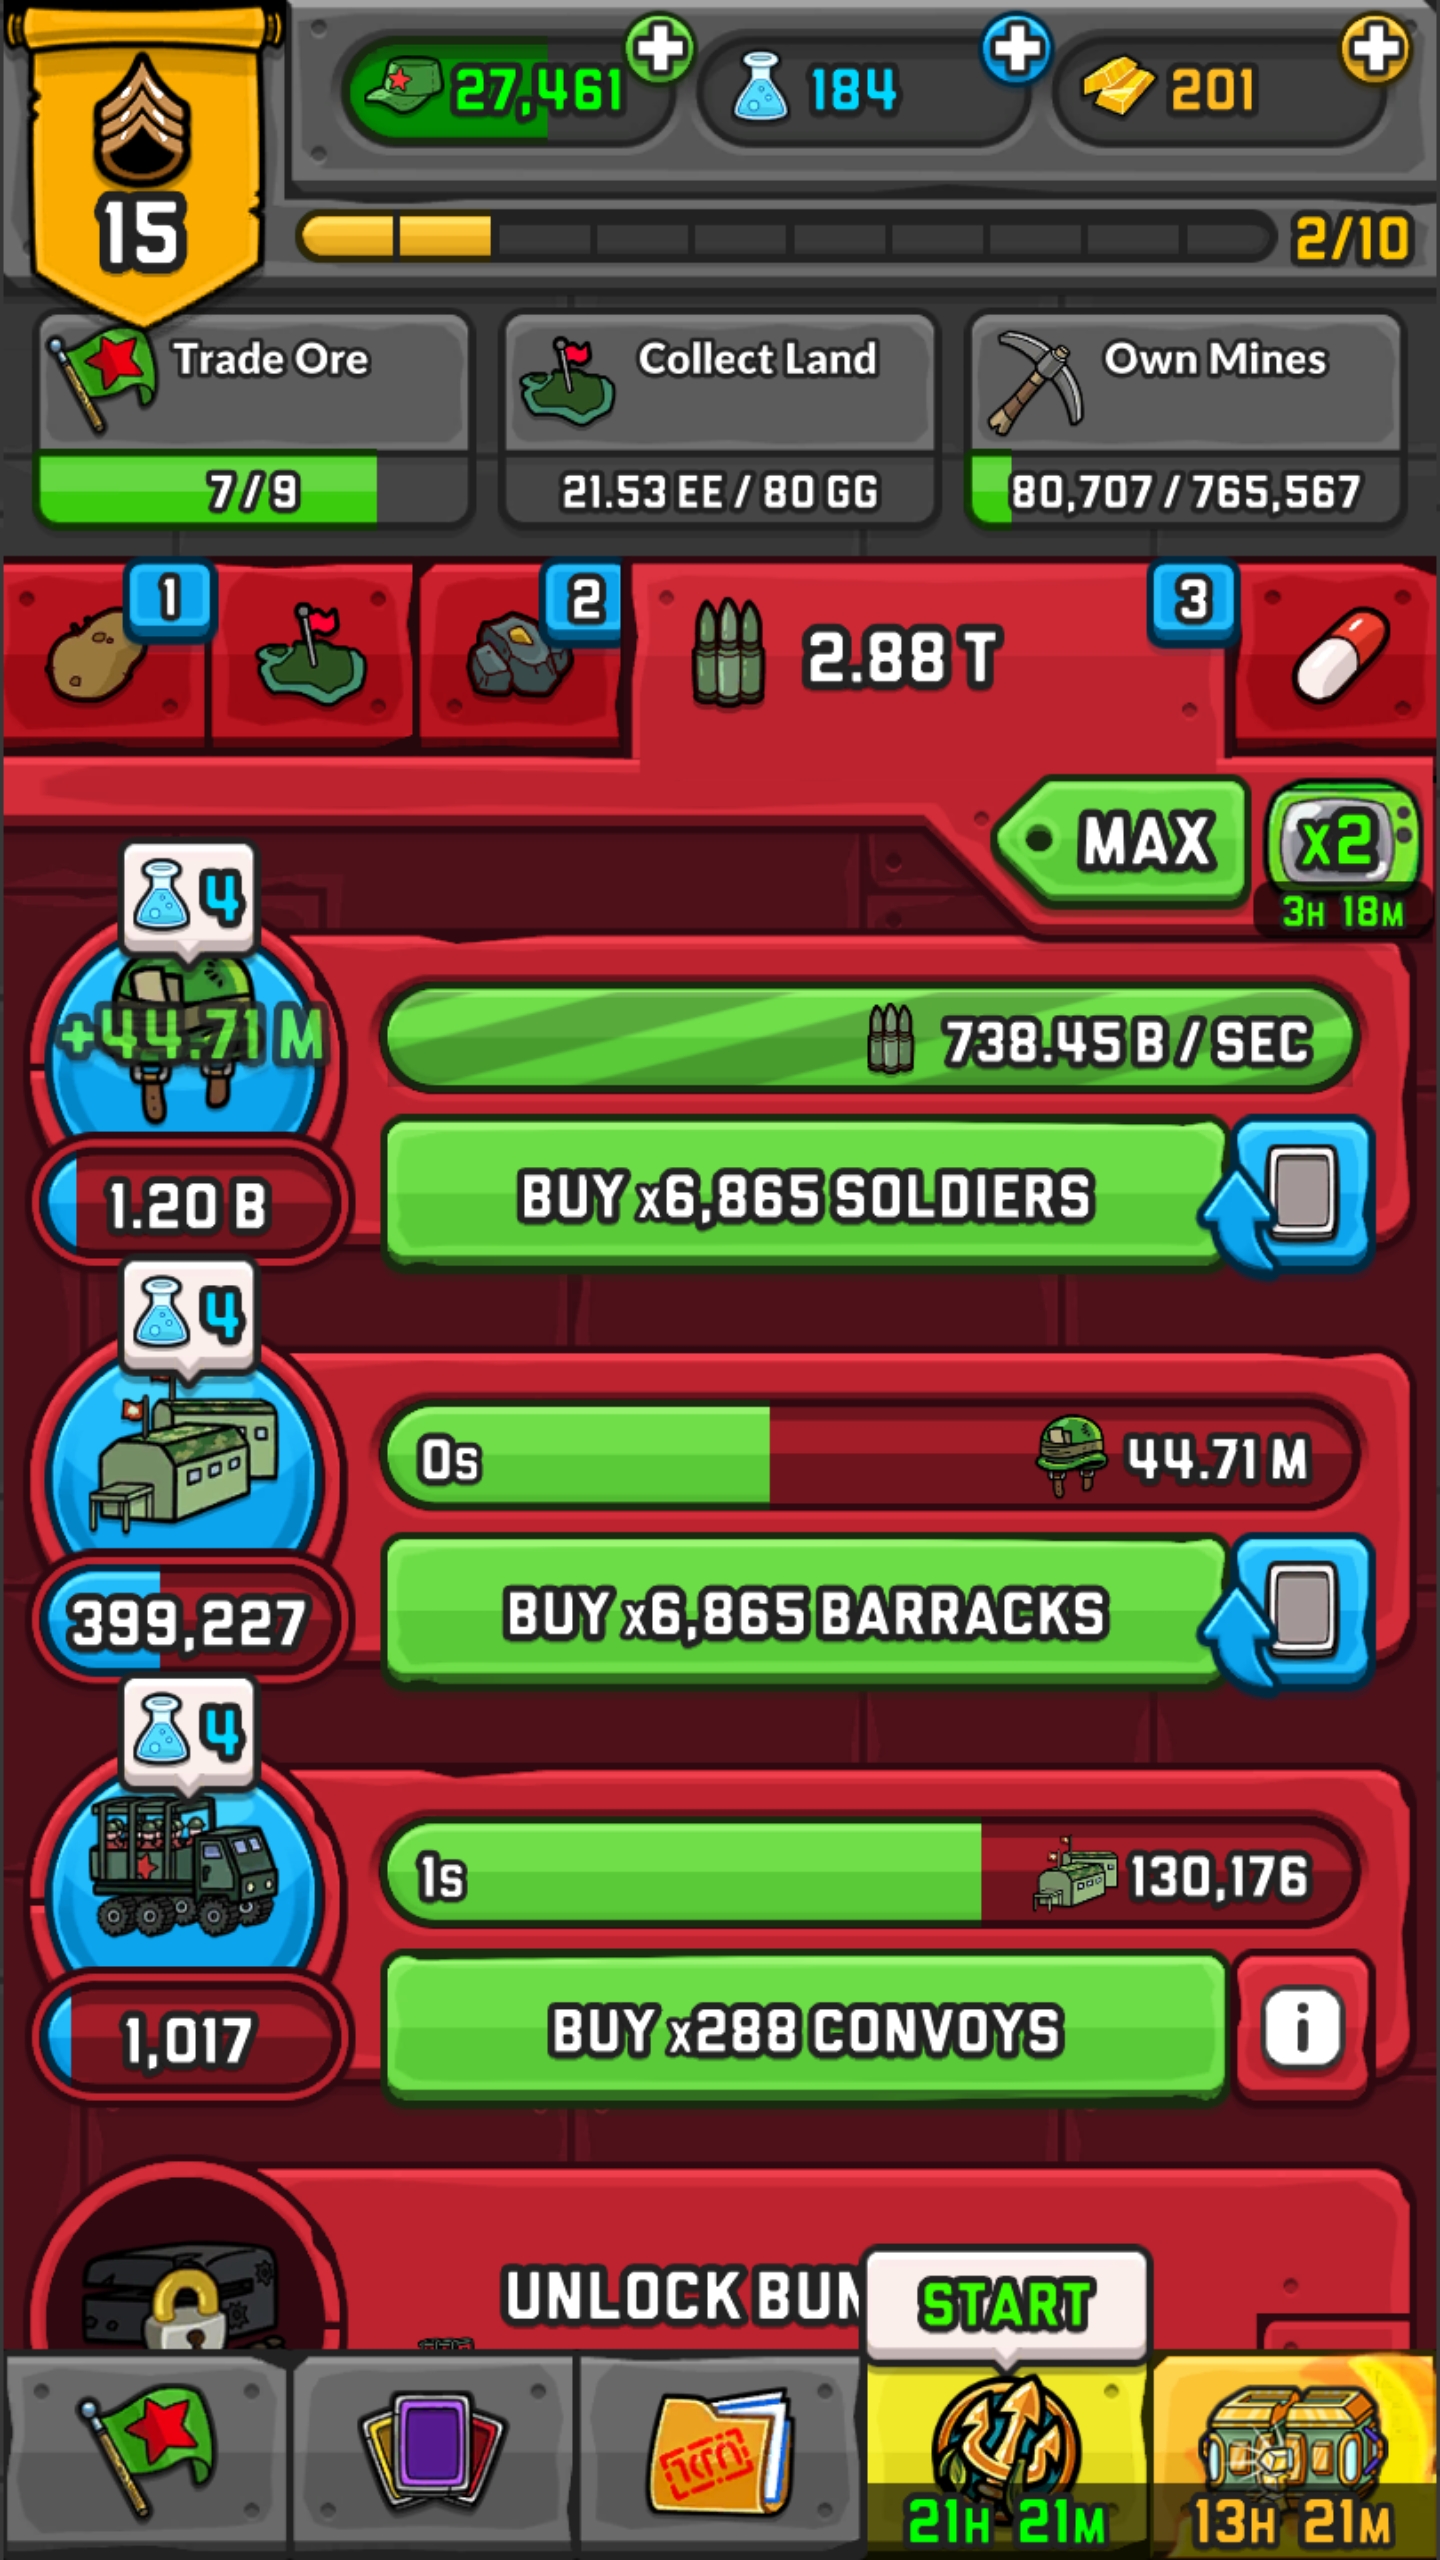 27,461
184
201
15
2/10
Trade Ore
Collect Land
Own Mines
7/9
21.53 EE / 80 GG
80,707 / 765,567
1
2
3
2.88 T
MAX
x2
3H 18M
4
+44.71 M
738.45 B / SEC
1.20 B
BUY x6,865 SOLDIERS
4
0s
44.71 M
399,227
BUY x6,865 BARRACKS
4
1s
130,176
1,017
BUY x288 CONVOYS
i
UNLOCK BUN
START
21H 21M
13H 21M